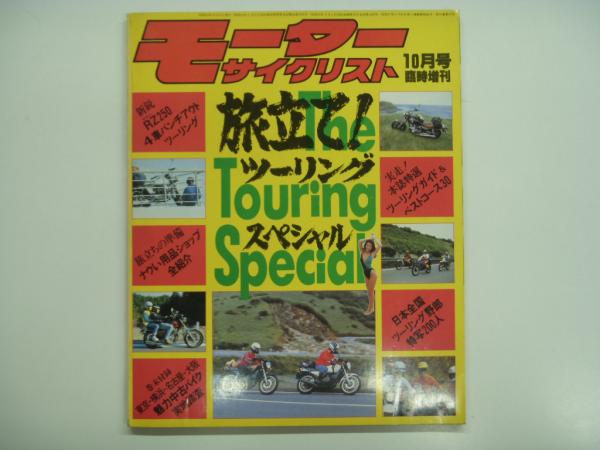 モーター
サイクリスト
10月号
臨時増刊
新説
RZ250
4輩パンチアウト
ツーリング
旅立て!
The
ツーリング
Touring
スペシャル
Special
実走!
本誌特選
ツーリングガイド&
ベストコース30
旅立ちの準備
ナウい用品ショップ
全紹介
日本全国
ツーリング野郎
特写200人
巻末付録
東京・横浜・名古屋・大阪
魅力中古バイク